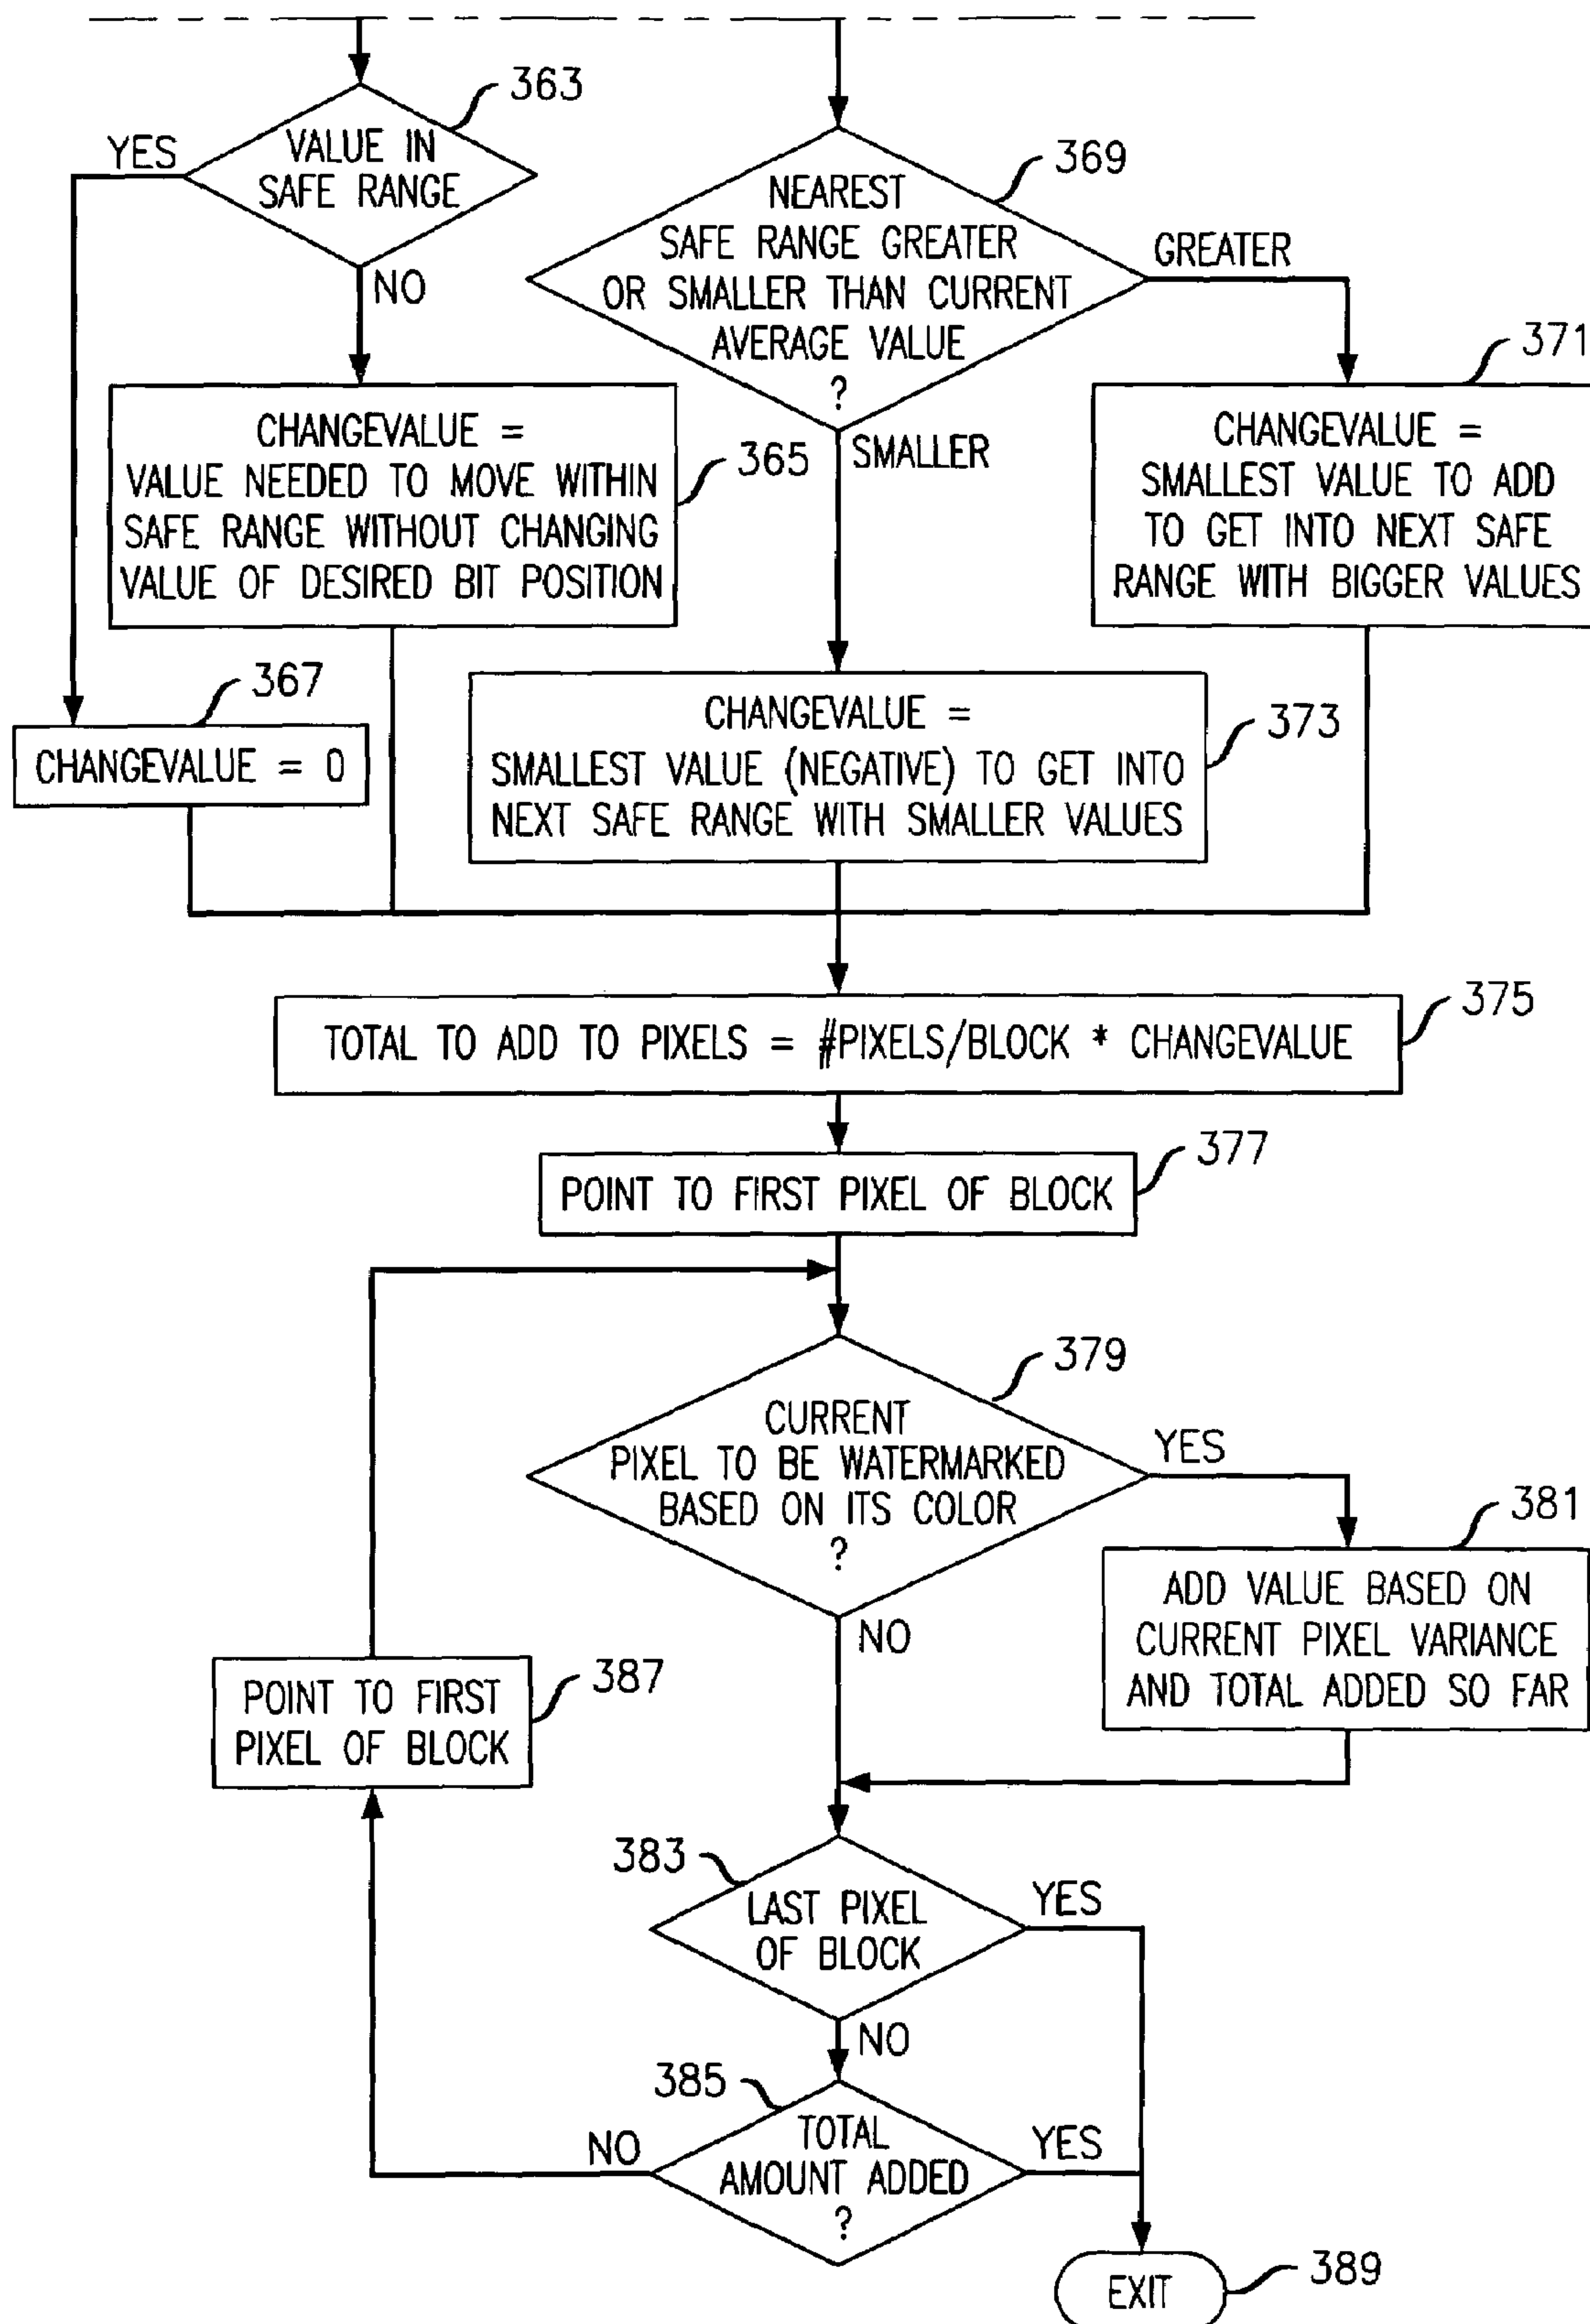 363
VALUE IN
SAFE RANGE
YES
NO
369
NEAREST
SAFE RANGE GREATER
OR SMALLER THAN CURRENT
AVERAGE VALUE
?
GREATER
SMALLER
371
CHANGEVALUE =
SMALLEST VALUE TO ADD
TO GET INTO NEXT SAFE
RANGE WITH BIGGER VALUES
CHANGEVALUE =
VALUE NEEDED TO MOVE WITHIN
SAFE RANGE WITHOUT CHANGING
VALUE OF DESIRED BIT POSITION
365
367
CHANGEVALUE = 0
CHANGEVALUE =
SMALLEST VALUE (NEGATIVE) TO GET INTO
NEXT SAFE RANGE WITH SMALLER VALUES
373
375
TOTAL TO ADD TO PIXELS = #PIXELS/BLOCK * CHANGEVALUE
377
POINT TO FIRST PIXEL OF BLOCK
379
CURRENT
PIXEL TO BE WATERMARKED
BASED ON ITS COLOR
?
YES
NO
381
ADD VALUE BASED ON
CURRENT PIXEL VARIANCE
AND TOTAL ADDED SO FAR
387
POINT TO FIRST
PIXEL OF BLOCK
383
LAST PIXEL
OF BLOCK
YES
NO
385
TOTAL
AMOUNT ADDED
?
NO
YES
EXIT
389